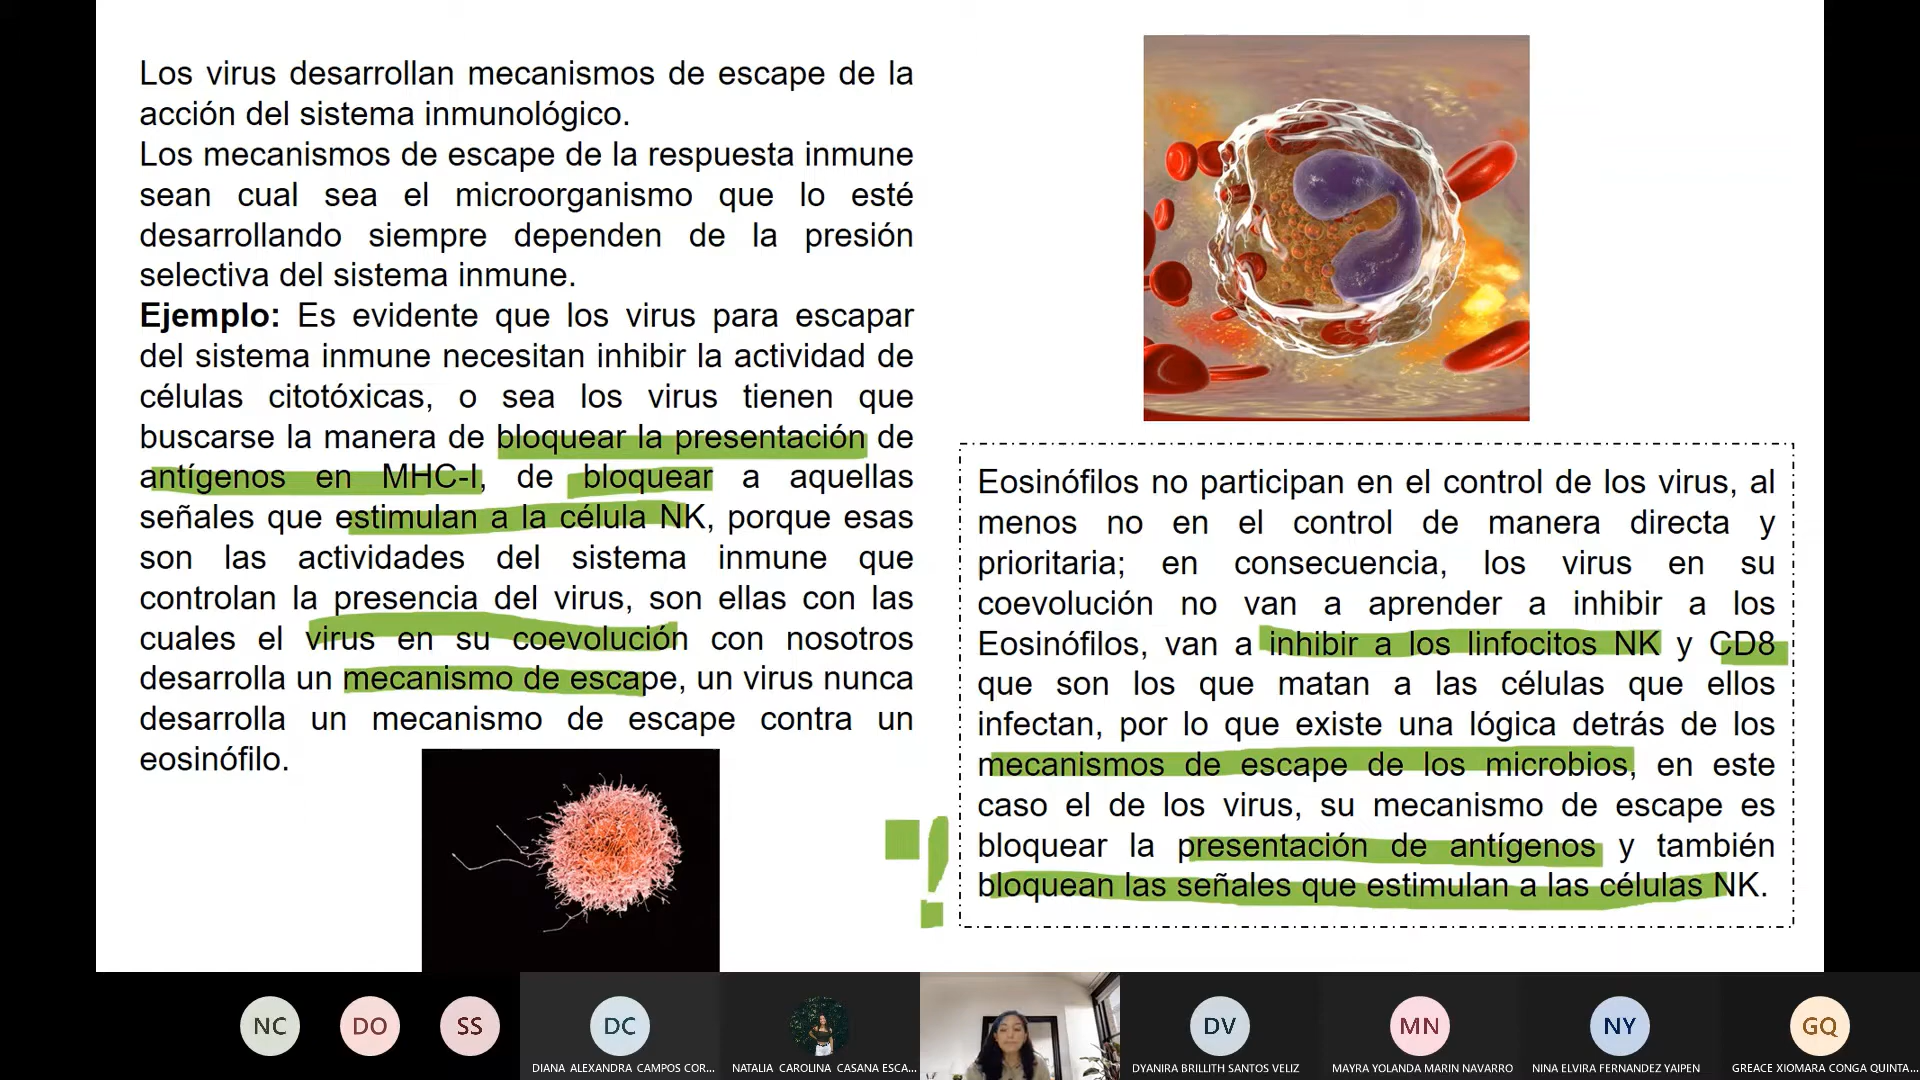 Los virus desarrollan mecanismos de escape de la
acción del sistema inmunológico.
Los mecanismos de escape de la respuesta inmune
sean cual sea el microorganismo que lo esté
desarrollando siempre dependen de la presión
selectiva del sistema inmune.
Ejemplo: Es evidente que los virus para escapar
del sistema inmune necesitan inhibir la actividad de
células citotóxicas, o sea los virus tienen que
buscarse la manera de bloquear la presentación de
antígenos en MHC-I, de bloquear a aquellas
señales que estimulan a la célula NK, porque esas
son las actividades del sistema inmune que
controlan la presencia del virus, son ellas con las
cuales el virus en su coevolución con nosotros
desarrolla un mecanismo de escape, un virus nunca
desarrolla un mecanismo de escape contra un
eosinófilo.
Eosinófilos no participan en el control de los virus, al
menos no en el control de manera directa y
prioritaria; en consecuencia, los virus en su
coevolución no van a aprender a inhibir a los
Eosinófilos, van a inhibir a los linfocitos NK y CD8
que son los que matan a las células que ellos
infectan, por lo que existe una lógica detrás de los
mecanismos de escape de los microbios, en este
caso el de los virus, su mecanismo de escape es
bloquear la presentación de antígenos y también
bloquean las señales que estimulan a las células NK.
!
NC
DO
SS
DC
DIANA ALEXANDRA CAMPOS COR...
NATALIA CAROLINA CASANA ESCA...
DV
DYANIRA BRILLITH SANTOS VELIZ
MN
MAYRA YOLANDA MARIN NAVARRO
NY
NINA ELVIRA FERNANDEZ YAIPEN
GQ
GREACE XIOMARA CONGA QUINTA...